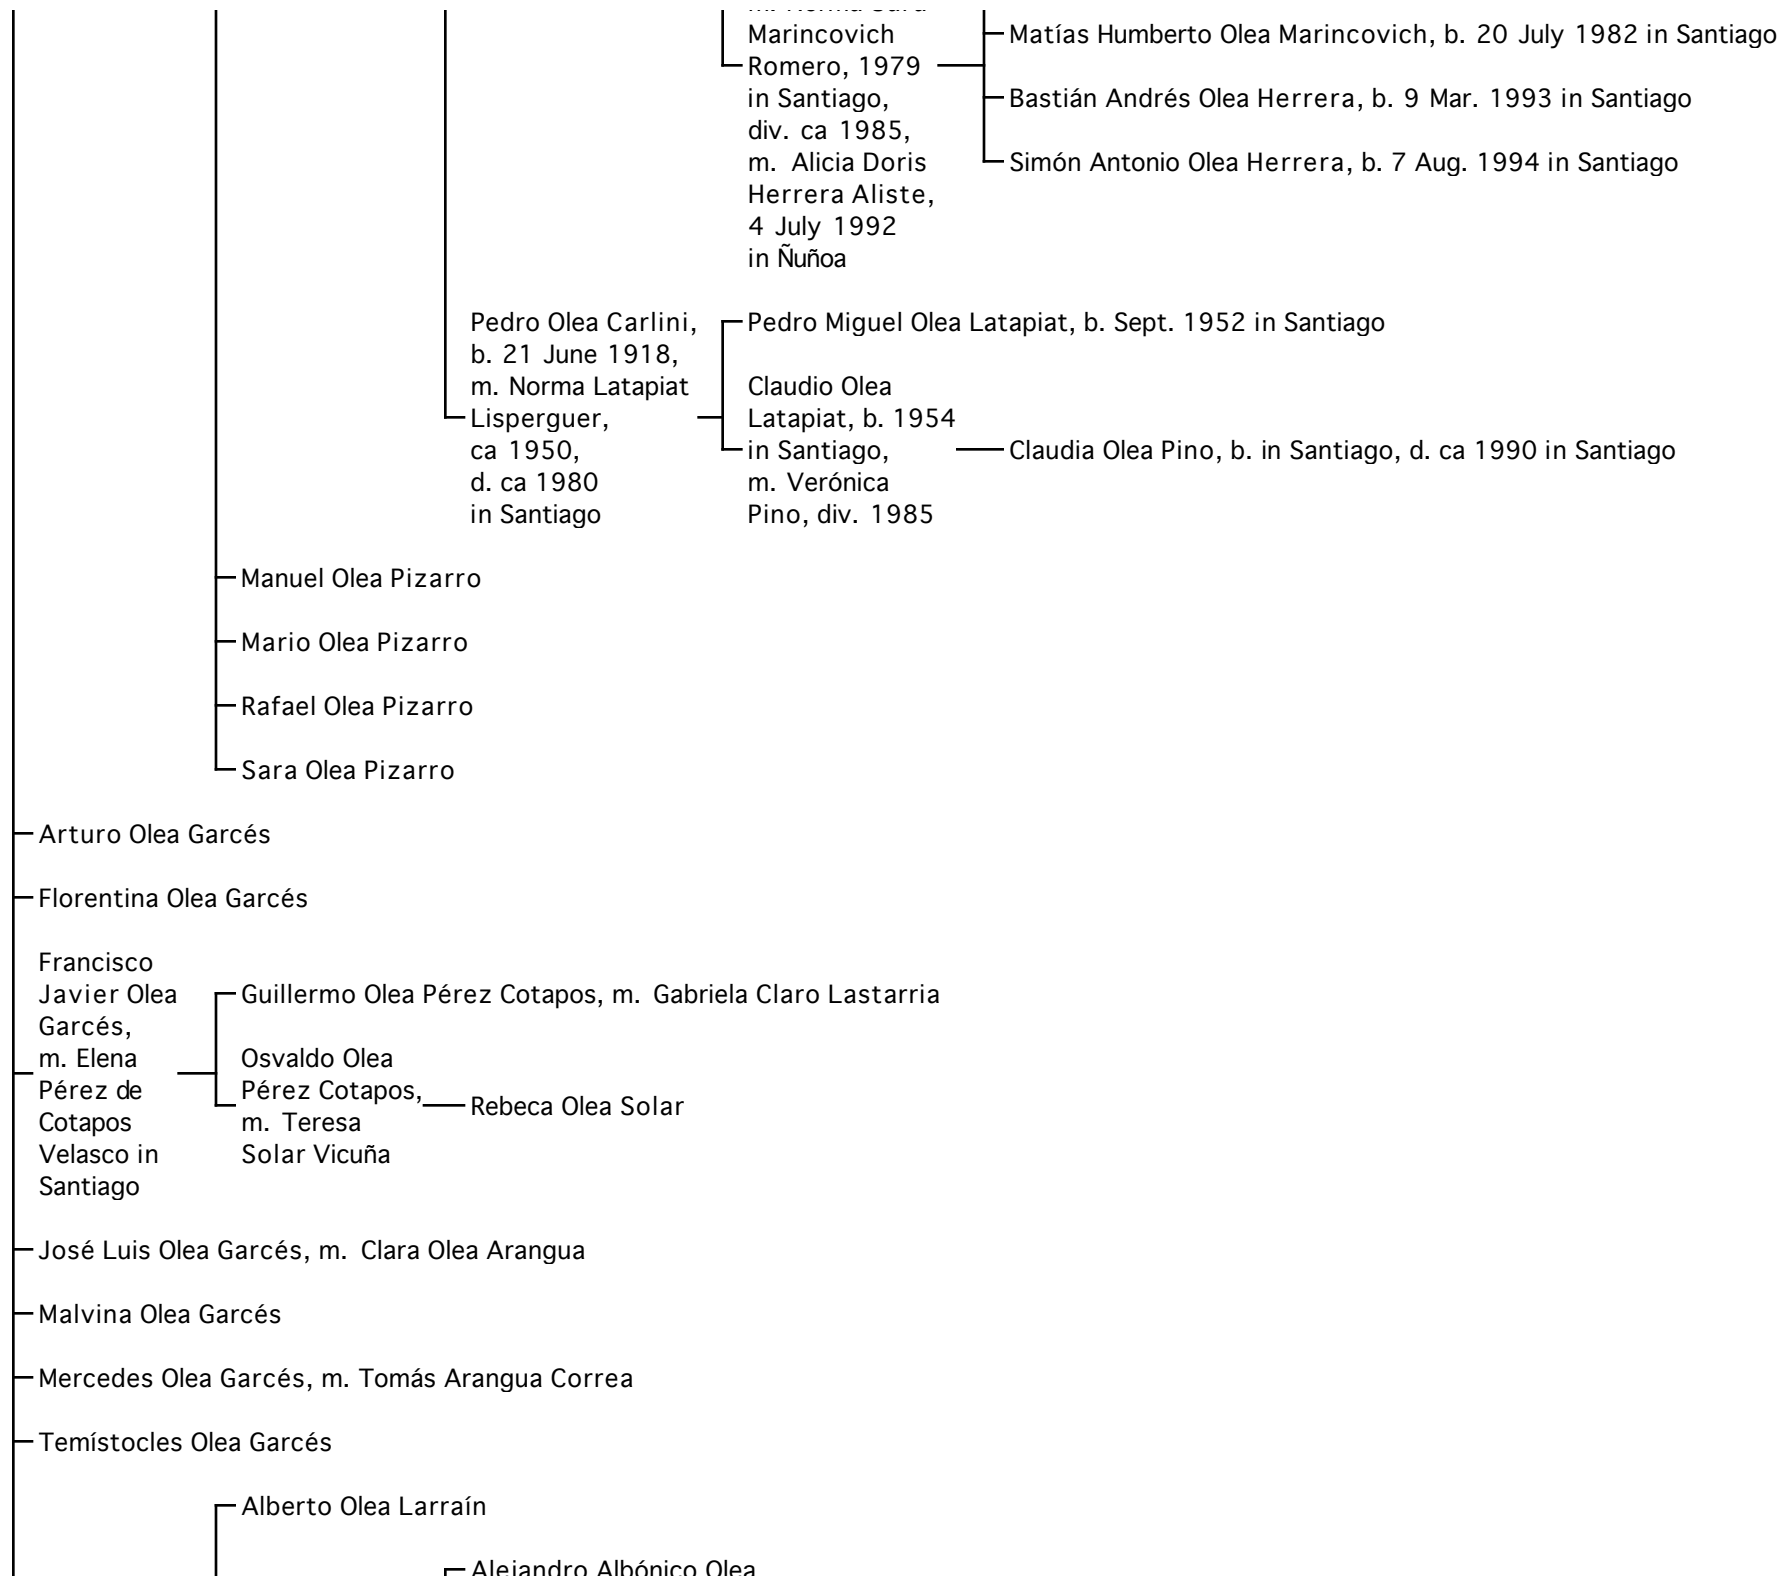 Marincovich
Romero, 1979
in Santiago,
div. ca 1985,
m. Alicia Doris
Herrera Aliste,
4 July 1992
in Ñuñoa
Matías Humberto Olea Marincovich, b. 20 July 1982 in Santiago
Bastián Andrés Olea Herrera, b. 9 Mar. 1993 in Santiago
Simón Antonio Olea Herrera, b. 7 Aug. 1994 in Santiago
Pedro Olea Carlini,
b. 21 June 1918,
m. Norma Latapiat
Lisperguer,
ca 1950,
d. ca 1980
in Santiago
Pedro Miguel Olea Latapiat, b. Sept. 1952 in Santiago
Claudio Olea
Latapiat, b. 1954
in Santiago,
m. Verónica
Pino, div. 1985
Claudia Olea Pino, b. in Santiago, d. ca 1990 in Santiago
Manuel Olea Pizarro
Mario Olea Pizarro
Rafael Olea Pizarro
Sara Olea Pizarro
Arturo Olea Garcés
Florentina Olea Garcés
Francisco
Javier Olea
Garcés,
m. Elena
Pérez de
Cotapos
Velasco in
Santiago
Guillermo Olea Pérez Cotapos, m. Gabriela Claro Lastarria
Osvaldo Olea
Pérez Cotapos,
m. Teresa
Solar Vicuña
Rebeca Olea Solar
José Luis Olea Garcés, m. Clara Olea Arangua
Malvina Olea Garcés
Mercedes Olea Garcés, m. Tomás Arangua Correa
Temístocles Olea Garcés
Alberto Olea Larraín
Alejandro Albónico Olea